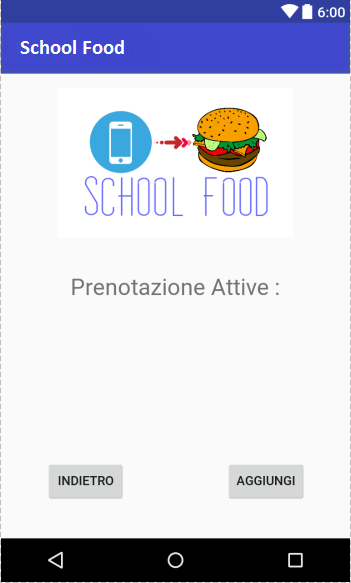 6:00
School Food
SCHOOL FOOD
Prenotazione Attive :
INDIETRO AGGIUNGI